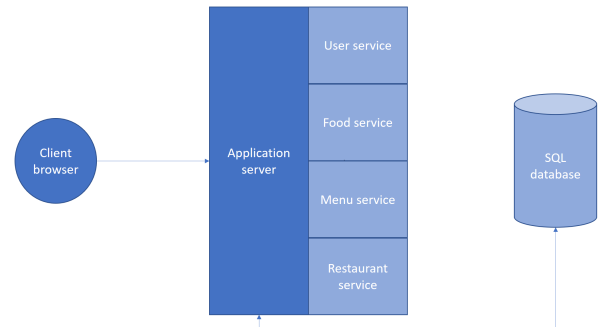 Client
browser
Application
server
User service
Food service
Menu service
Restaurant
service
SQL
database